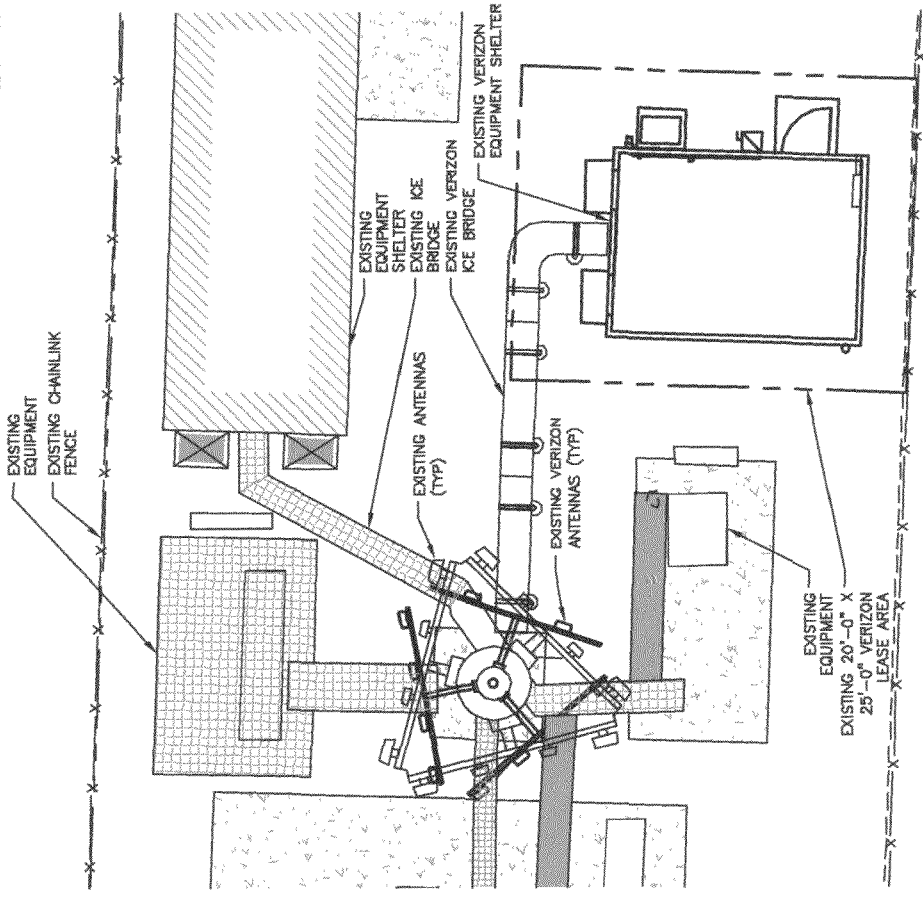 EXISTING
EQUIPMENT
EXISTING CHAINLINK
FENCE
EXISTING
EQUIPMENT
SHELTER
EXISTING ICE
BRIDGE
EXISTING VERIZON
ICE BRIDGE
EXISTING VERIZON
EQUIPMENT SHELTER
EXISTING ANTENNAS
(TYP)
EXISTING VERIZON
ANTENNAS (TYP)
EXISTING
EQUIPMENT
EXISTING 20'-0" X
25'-0" VERIZON
LEASE AREA